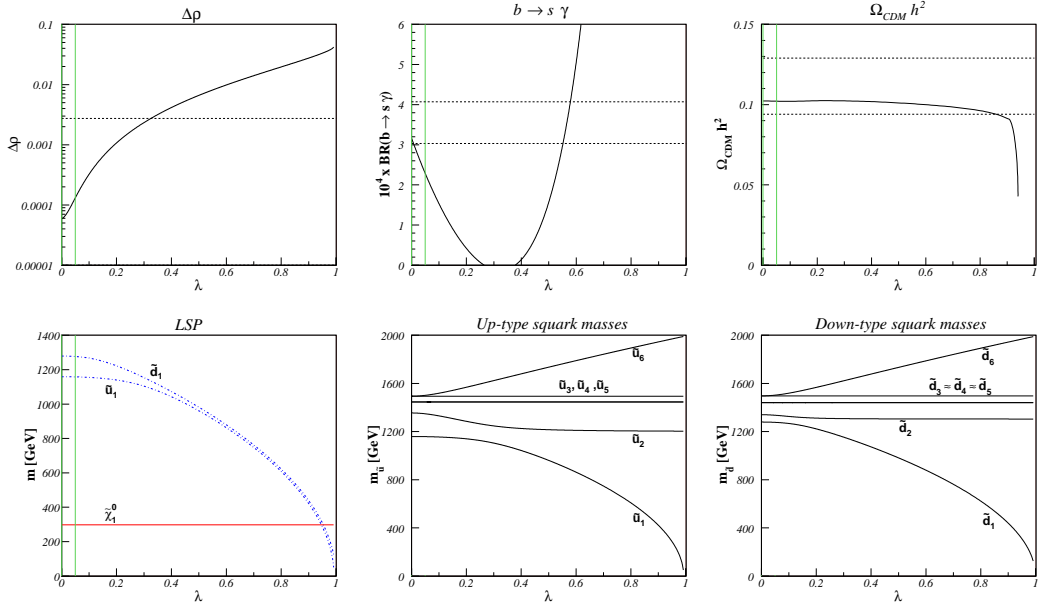 Δρ
b → s γ
Ω_CDM h²
Δρ
0.1
0.01
0.001
0.0001
0.00001
0 0.2 0.4 0.6 0.8 1
λ
10⁴ x BR(b → s γ)
6
5
4
3
2
1
0
0 0.2 0.4 0.6 0.8 1
λ
Ω_CDM h²
0.15
0.1
0.05
0
0 0.2 0.4 0.6 0.8 1
λ
LSP
Up-type squark masses
Down-type squark masses
m [GeV]
1400
1200
1000
800
600
400
200
0
d̃₁
ũ₁
χ̃₁⁰
0 0.2 0.4 0.6 0.8 1
λ
m_ũ [GeV]
2000
1600
1200
800
400
0
ũ₆
ũ₃, ũ₄ ,ũ₅
ũ₂
ũ₁
0 0.2 0.4 0.6 0.8 1
λ
m_d̃ [GeV]
2000
1600
1200
800
400
0
d̃₆
d̃₃ ≈ d̃₄ ≈ d̃₅
d̃₂
d̃₁
0 0.2 0.4 0.6 0.8 1
λ